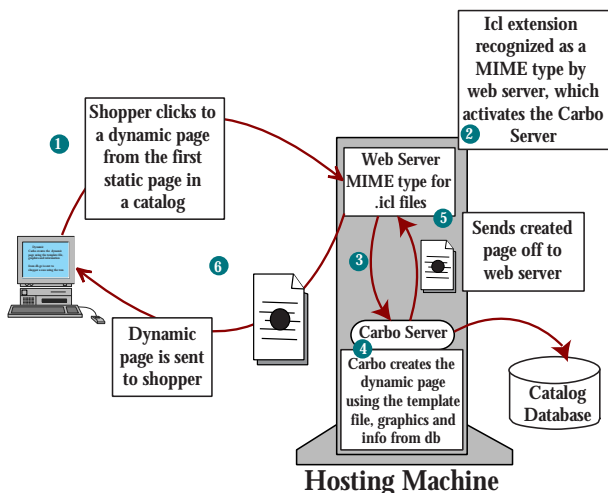 Icl extension
recognized as a
MIME type by
web server, which
activates the Carbo
Server
2
Shopper clicks to
a dynamic page
from the first
static page in
a catalog
1
Web Server
MIME type for
.icl files
5
Sends created
page off to
web server
3
6
Dynamic
page is sent
to shopper
Carbo Server
4
Carbo creates the
dynamic page
using the template
file, graphics and
info from db
Catalog
Database
Hosting Machine